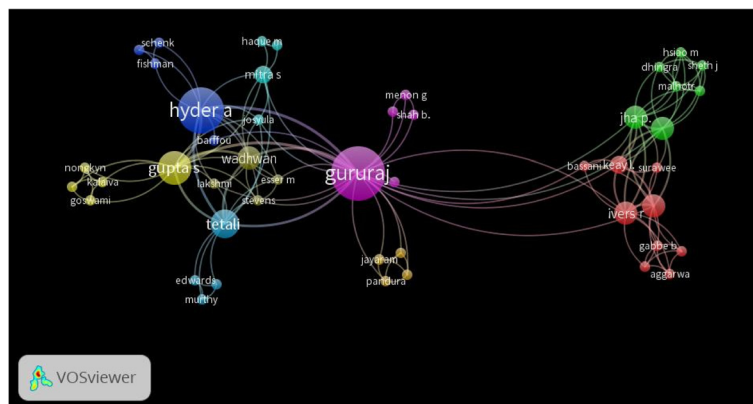 schenk
haque m
fishman
mitra s
hyder a
josyula
barffou
wadhwan
gupta s
nongkyn
kalaiva
goswami
lakshmi
esser m
stevens
tetali
edwards
murthy
menon g
shah b.
gururaj
jayaram
pandura
hsiao m
dhingra
sheth j
malhotr
jha p.
bassani
keay l.
surawee
ivers r
gabbe b.
aggarwa
VOSviewer